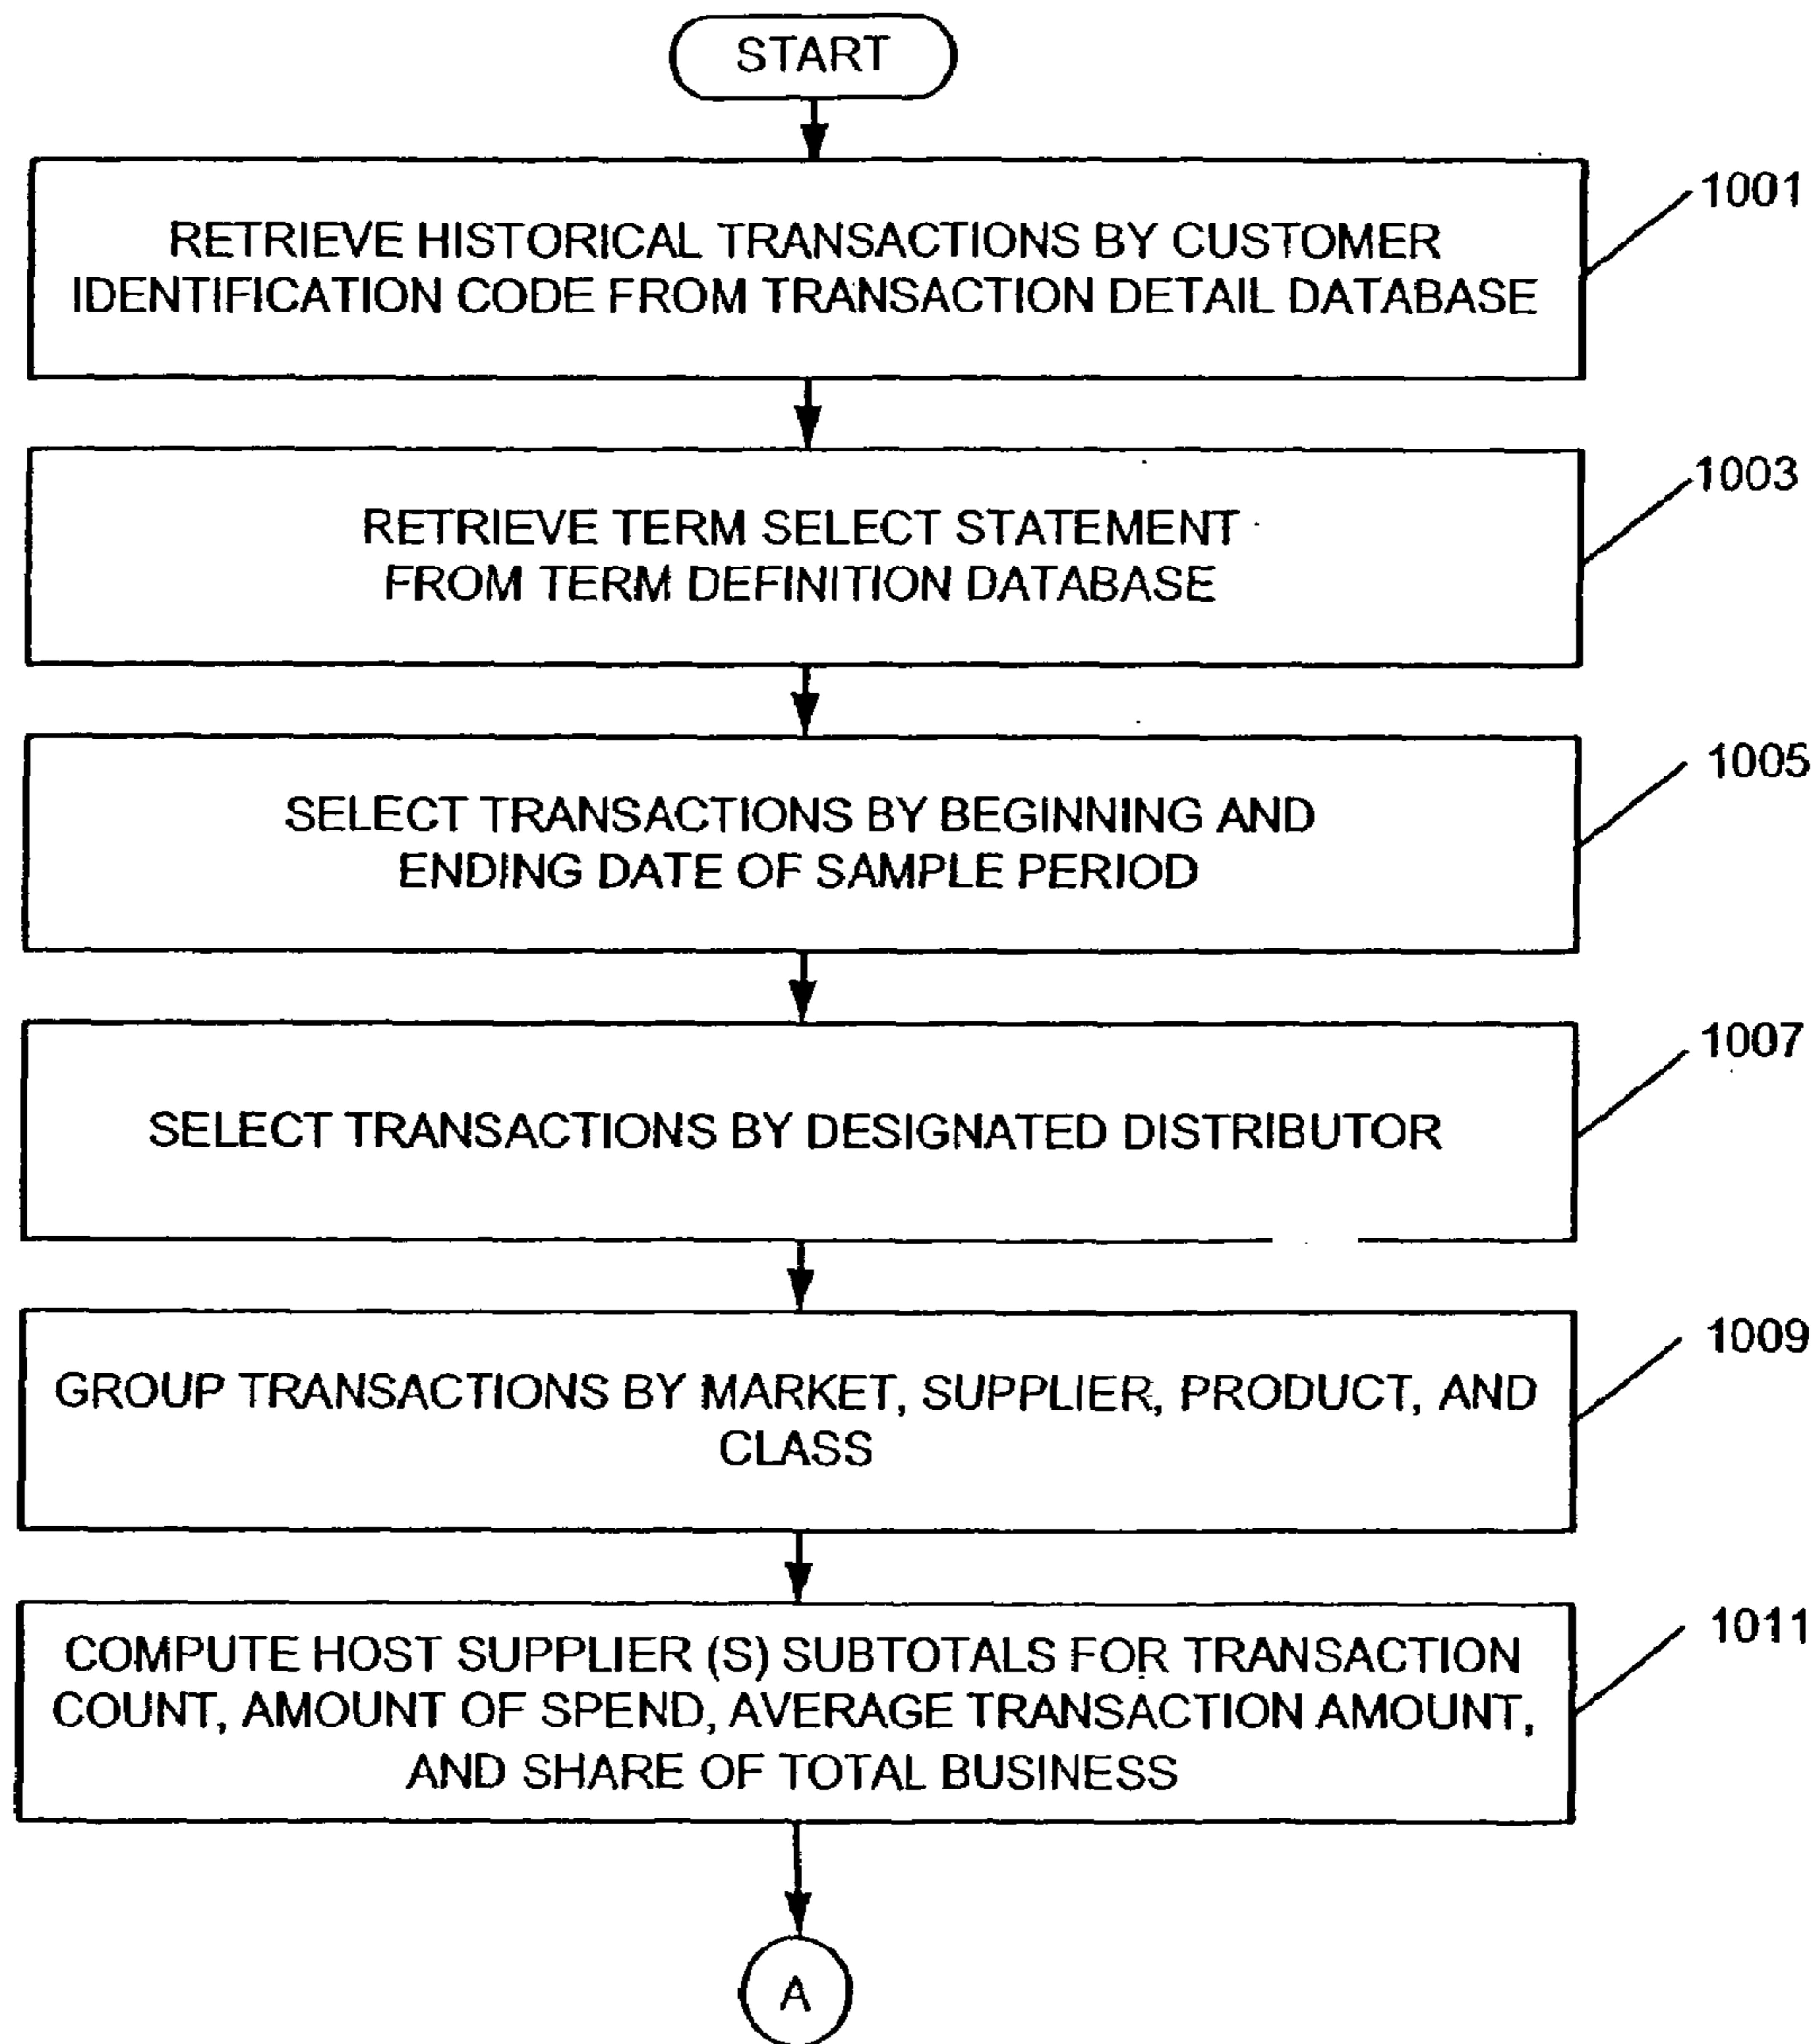 START
1001
RETRIEVE HISTORICAL TRANSACTIONS BY CUSTOMER
IDENTIFICATION CODE FROM TRANSACTION DETAIL DATABASE
1003
RETRIEVE TERM SELECT STATEMENT
FROM TERM DEFINITION DATABASE
1005
SELECT TRANSACTIONS BY BEGINNING AND
ENDING DATE OF SAMPLE PERIOD
1007
SELECT TRANSACTIONS BY DESIGNATED DISTRIBUTOR
1009
GROUP TRANSACTIONS BY MARKET, SUPPLIER, PRODUCT, AND
CLASS
1011
COMPUTE HOST SUPPLIER (S) SUBTOTALS FOR TRANSACTION
COUNT, AMOUNT OF SPEND, AVERAGE TRANSACTION AMOUNT,
AND SHARE OF TOTAL BUSINESS
A